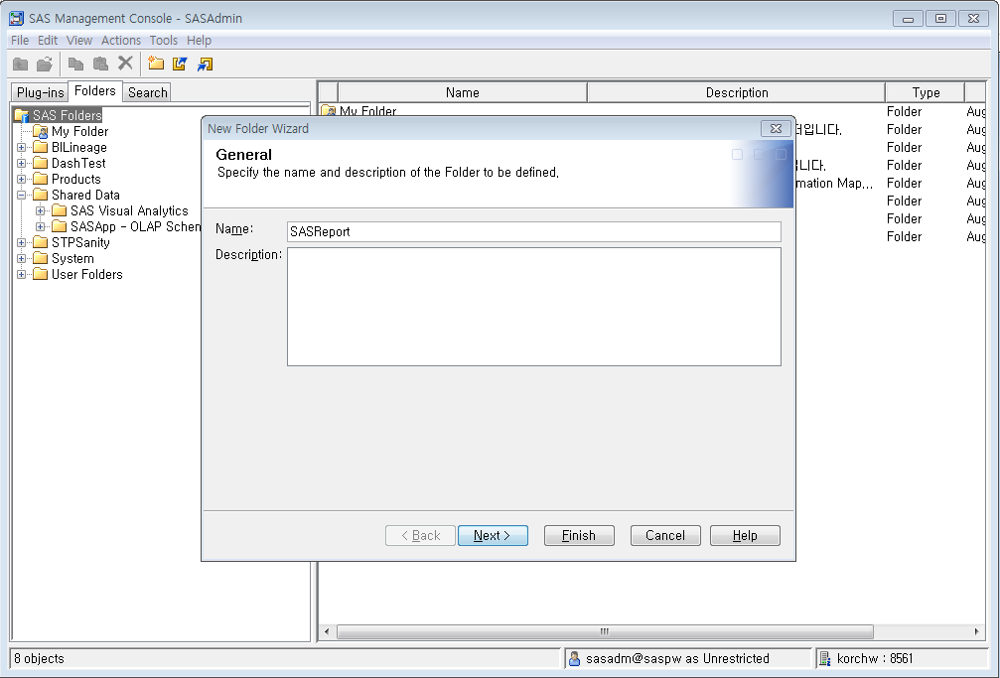 SAS Management Console - SASAdmin
File Edit View Actions Tools Help
Plug-ins Folders Search
SAS Folders
My Folder
BILineage
DashTest
Products
Shared Data
SAS Visual Analytics
SASApp - OLAP Schen
STPSanity
System
User Folders
Name Description Type
My Folder Folder Aug
터입니다. Folder Aug
Folder Aug
입니다. Folder Aug
rmation Map... Folder Aug
Folder Aug
Folder Aug
Folder Aug
New Folder Wizard
General
Specify the name and description of the Folder to be defined.
Name: SASReport
Description:
< Back Next > Finish Cancel Help
8 objects sasadm@saspw as Unrestricted korchw : 8561